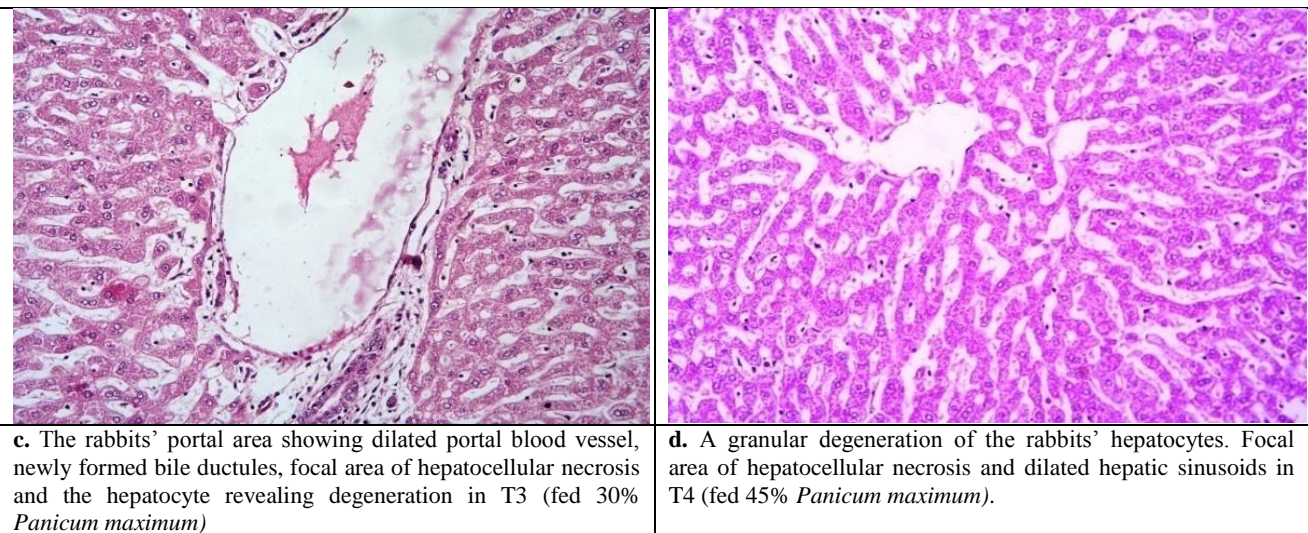 c. The rabbits' portal area showing dilated portal blood vessel,
newly formed bile ductules, focal area of hepatocellular necrosis
and the hepatocyte revealing degeneration in T3 (fed 30%
Panicum maximum)
d. A granular degeneration of the rabbits' hepatocytes. Focal
area of hepatocellular necrosis and dilated hepatic sinusoids in
T4 (fed 45% Panicum maximum).